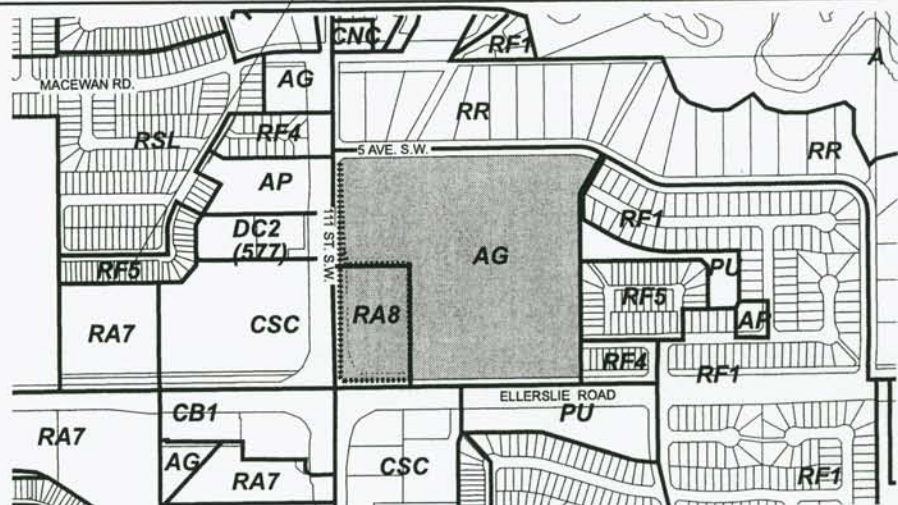 CNC
RF1
A
MACEWAN RD.
AG
RR
RSL
RF4
5 AVE. S.W.
RR
AP
RF1
DC2
(577)
111 ST. S.W.
AG
PU
RF5
RF5
RA8
AP
RA7
CSC
RF4
RF1
ELLERSLIE ROAD
CB1
PU
RA7
AG
CSC
RA7
RF1